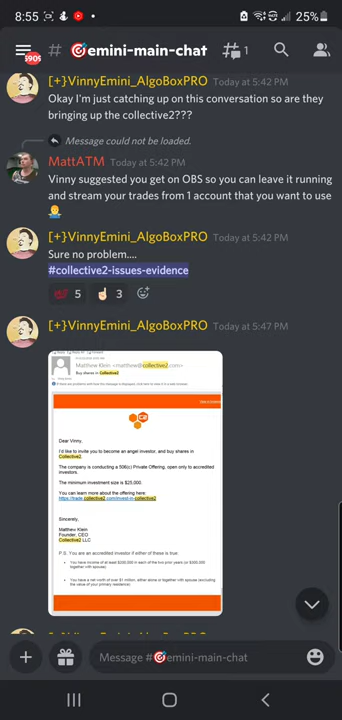 8:55
25%
905
# 🎯emini-main-chat
1
[+}VinnyEmini_AlgoBoxPRO Today at 5:42 PM
Okay I'm just catching up on this conversation so are they
bringing up the collective2???
Message could not be loaded.
MattATM Today at 5:42 PM
Vinny suggested you get on OBS so you can leave it running
and stream your trades from 1 account that you want to use
[+}VinnyEmini_AlgoBoxPRO Today at 5:42 PM
Sure no problem....
#collective2-issues-evidence
5
3
[+}VinnyEmini_AlgoBoxPRO Today at 5:47 PM
Matthew Klein <matthew@collective2.com>
Buy shares in Collective2
Dear Vinny,
I'd like to invite you to become an angel investor, and buy shares in
Collective2.
The company is conducting a 506(c) Private Offering, open only to accredited
investors.
The minimum investment size is $25,000.
You can learn more about the offering here:
https://trade.collective2.com/invest-in-collective2
Sincerely,
Matthew Klein
Founder, CEO
Collective2 LLC
P.S. You are an accredited investor if either of these is true:
You have income of at least $200,000 in each of the two prior years (or $300,000
together with spouse).
You have a net worth of over $1 million, either alone or together with spouse (excluding
the value of your primary residence)
Message #🎯emini-main-chat